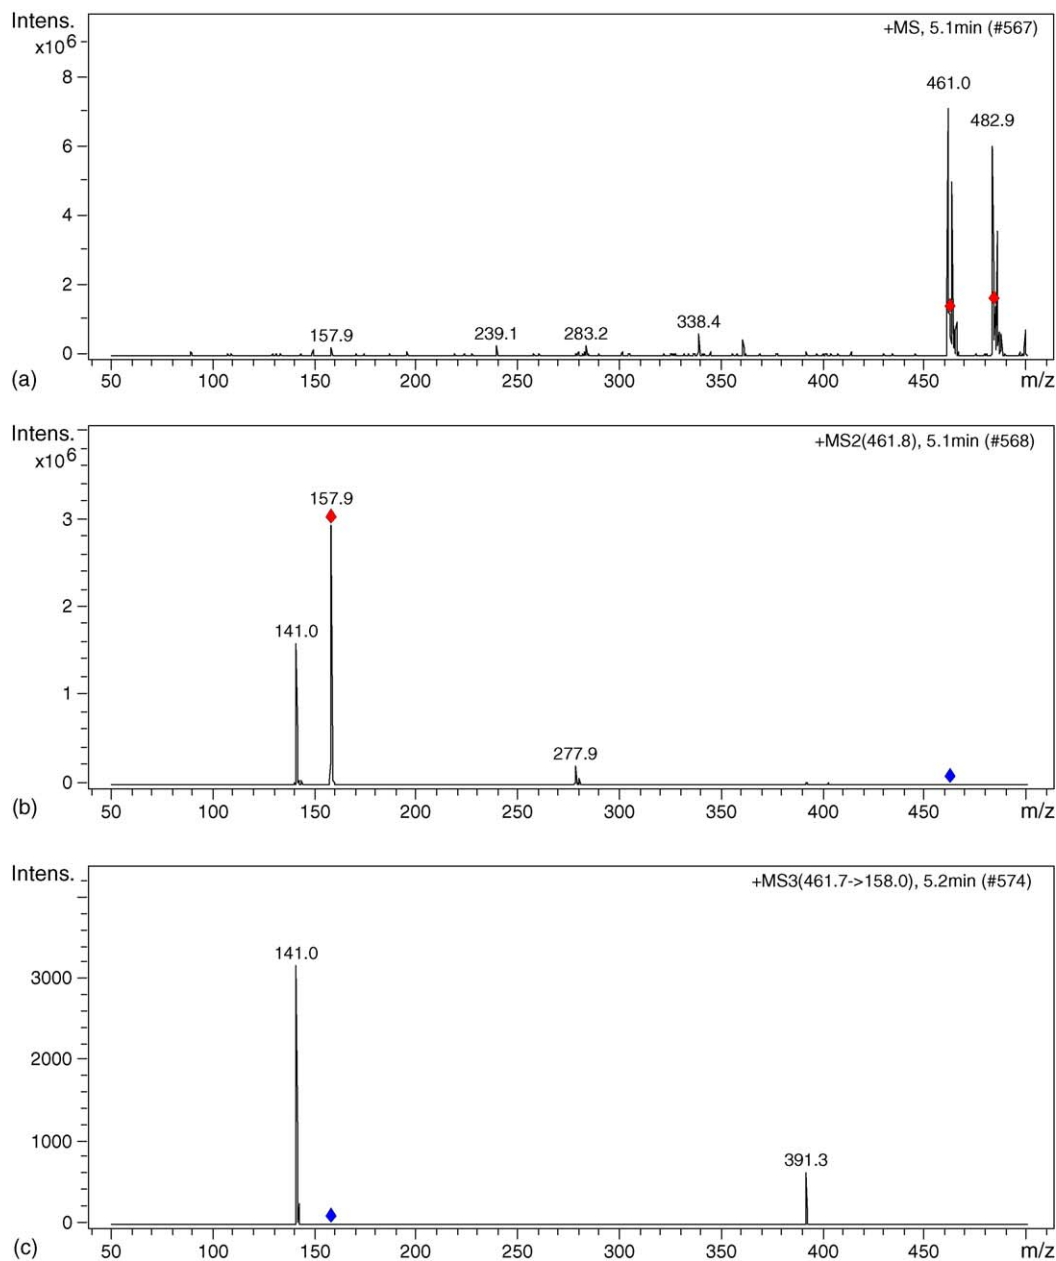 Intens.
x10⁶
+MS, 5.1min (#567)
461.0
482.9
8
6
4
2
0
157.9
239.1
283.2
338.4
50 100 150 200 250 300 350 400 450 m/z
(a)
Intens.
x10⁶
+MS2(461.8), 5.1min (#568)
157.9
3
141.0
2
1
277.9
0
50 100 150 200 250 300 350 400 450 m/z
(b)
Intens.
+MS3(461.7->158.0), 5.2min (#574)
141.0
3000
2000
1000
391.3
0
50 100 150 200 250 300 350 400 450 m/z
(c)